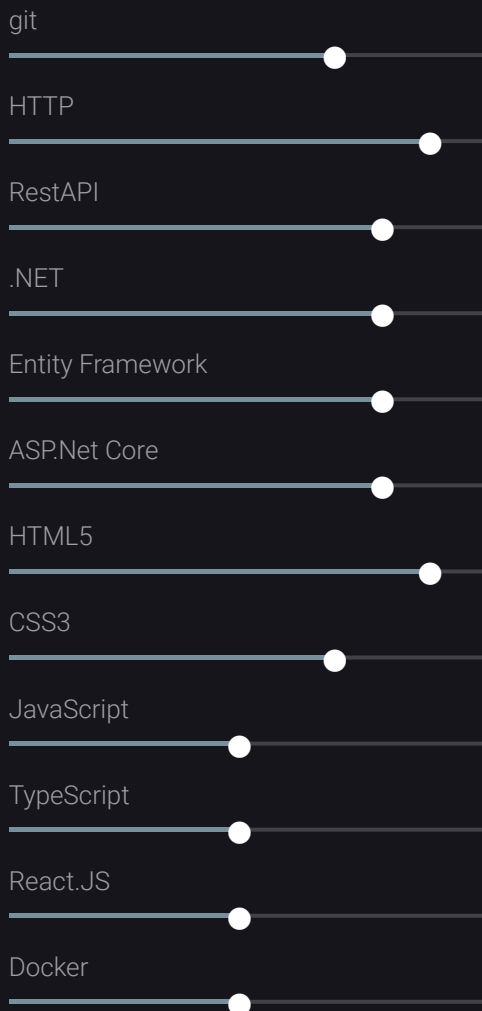 git
HTTP
RestAPI
.NET
Entity Framework
ASP.Net Core
HTML5
CSS3
JavaScript
TypeScript
React.JS
Docker